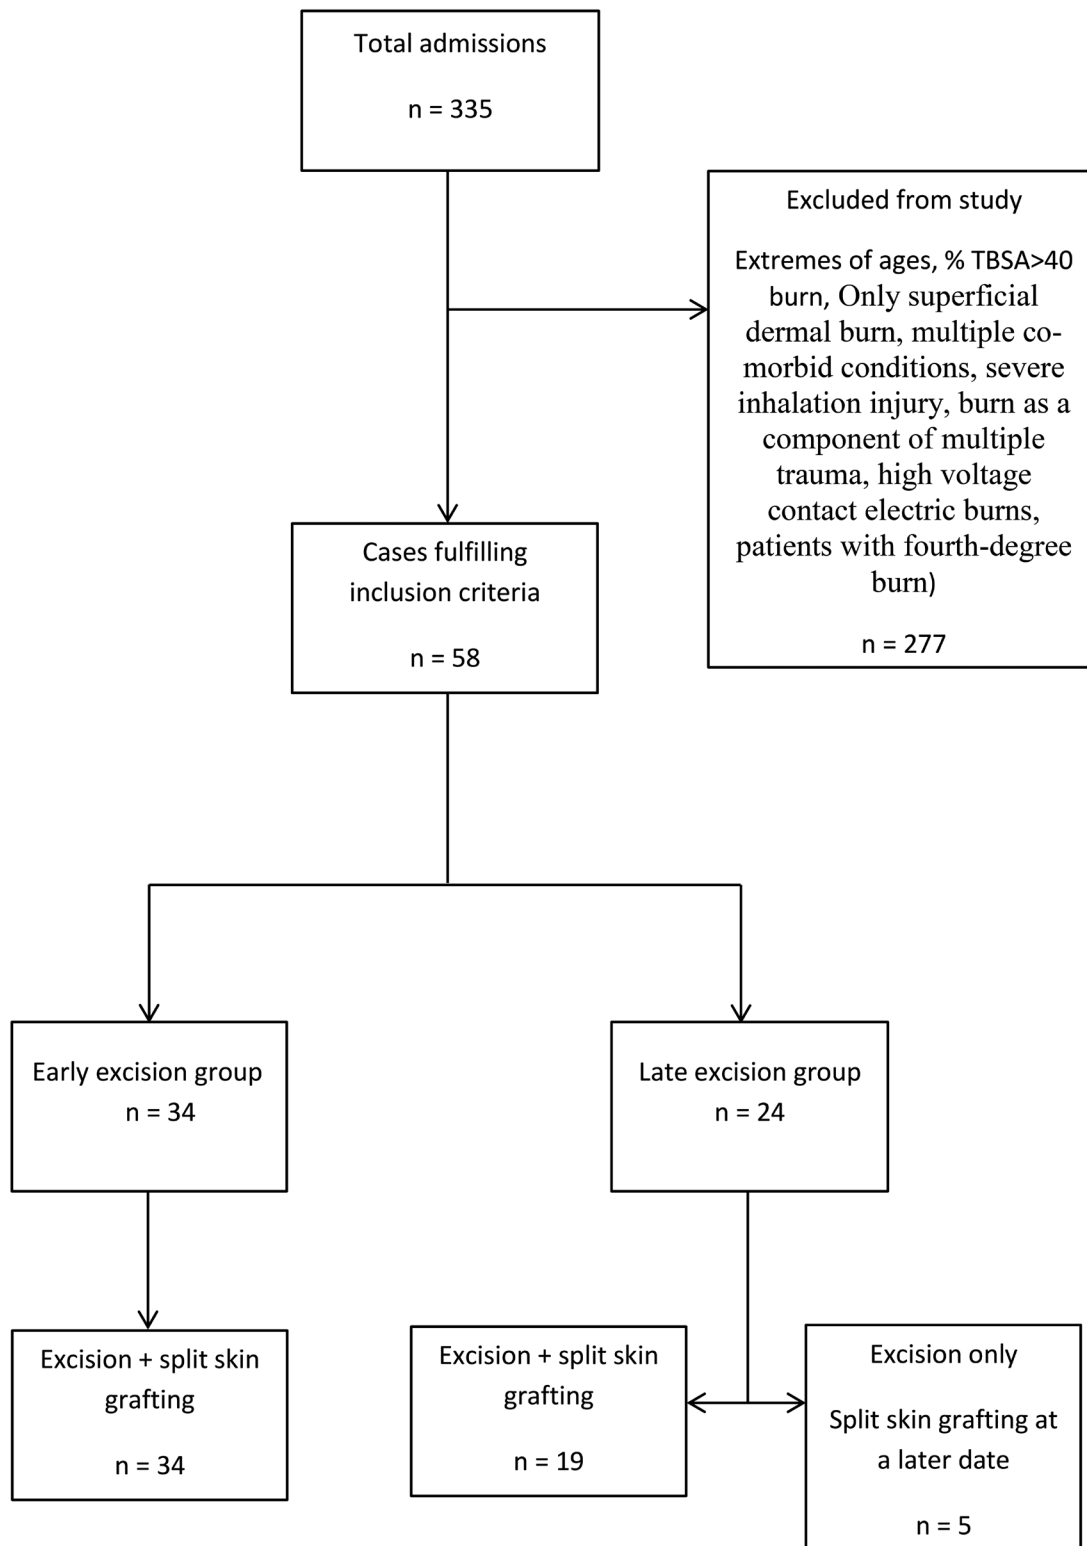 Total admissions
n = 335
Excluded from study
Extremes of ages, % TBSA>40
burn, Only superficial
dermal burn, multiple co-
morbid conditions, severe
inhalation injury, burn as a
component of multiple
trauma, high voltage
contact electric burns,
patients with fourth-degree
burn)
n = 277
Cases fulfilling
inclusion criteria
n = 58
Early excision group
n = 34
Late excision group
n = 24
Excision + split skin
grafting
n = 34
Excision + split skin
grafting
n = 19
Excision only
Split skin grafting at
a later date
n = 5